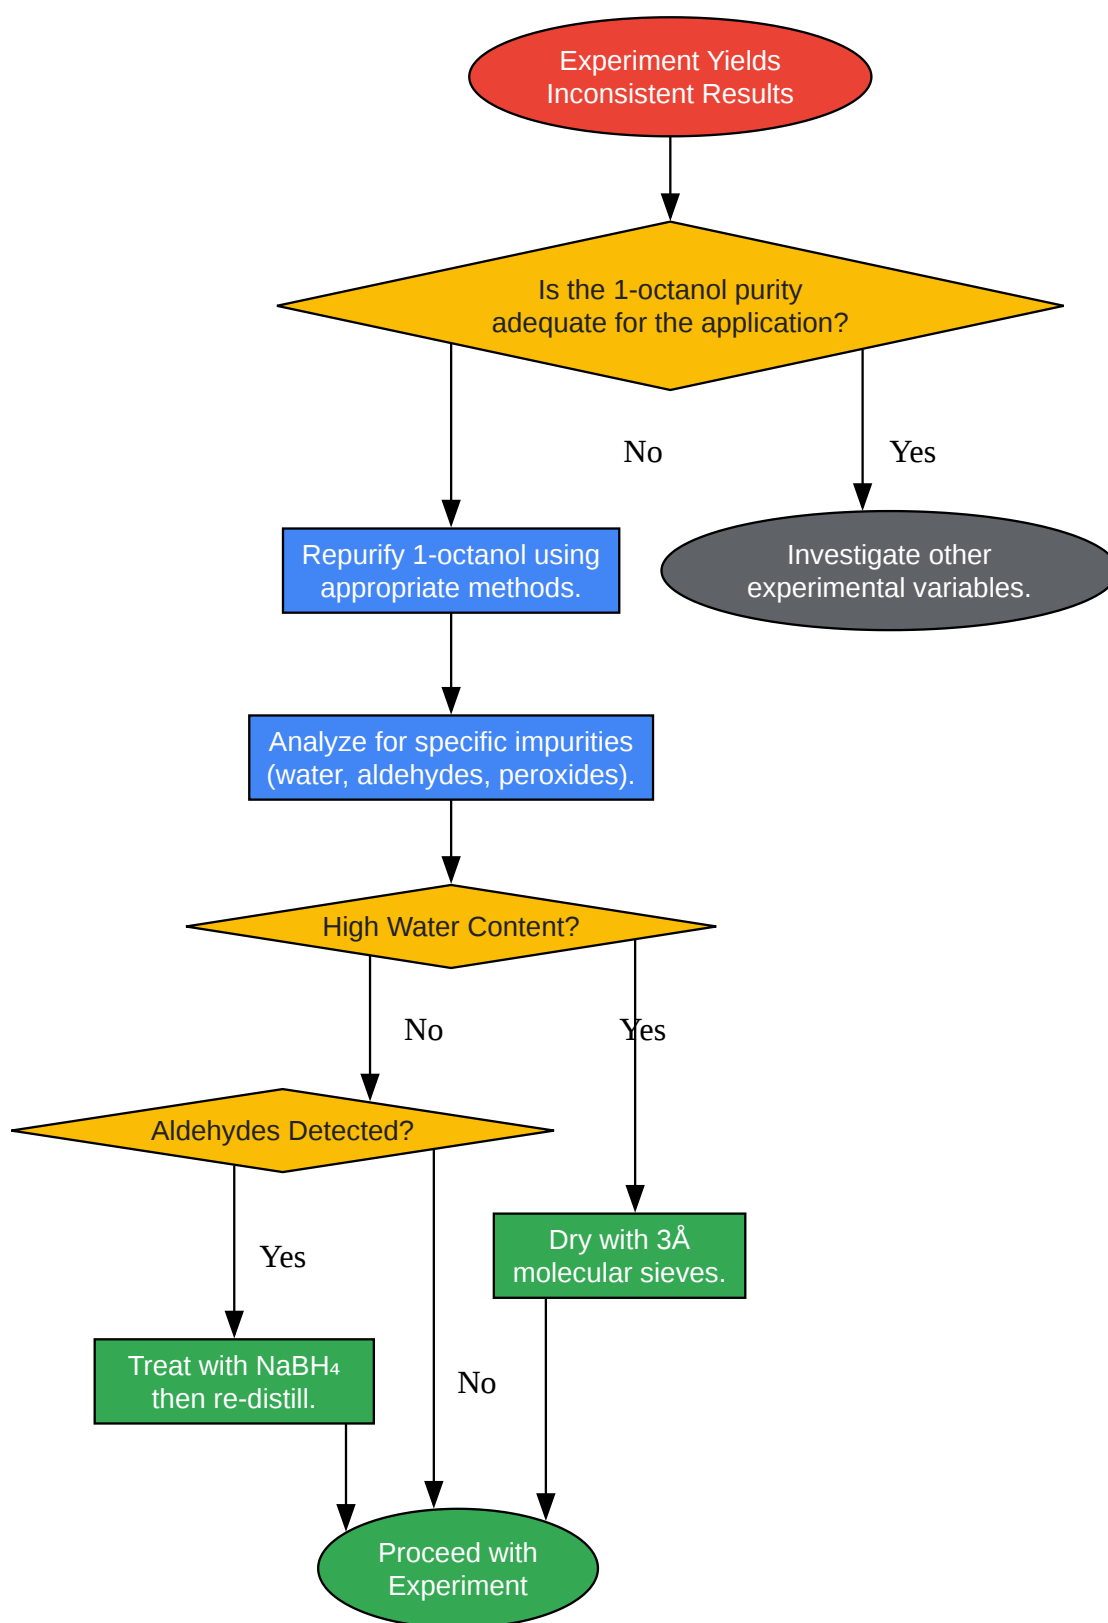 Experiment Yields
Inconsistent Results
Is the 1-octanol purity
adequate for the application?
No
Yes
Repurify 1-octanol using
appropriate methods.
Investigate other
experimental variables.
Analyze for specific impurities
(water, aldehydes, peroxides).
High Water Content?
No
Yes
Aldehydes Detected?
Yes
Dry with 3Å
molecular sieves.
Treat with NaBH₄
then re-distill.
No
Proceed with
Experiment